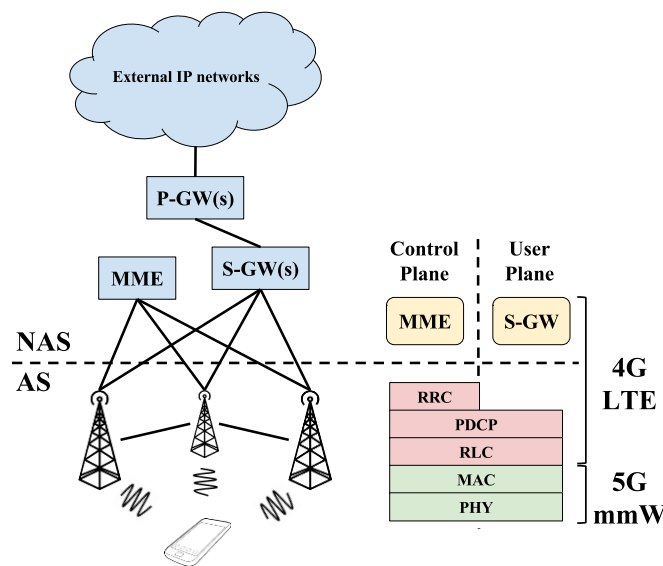 External IP networks
P-GW(s)
MME
S-GW(s)
NAS
AS
Control
Plane
User
Plane
MME
S-GW
RRC
PDCP
RLC
MAC
PHY
4G
LTE
5G
mmW